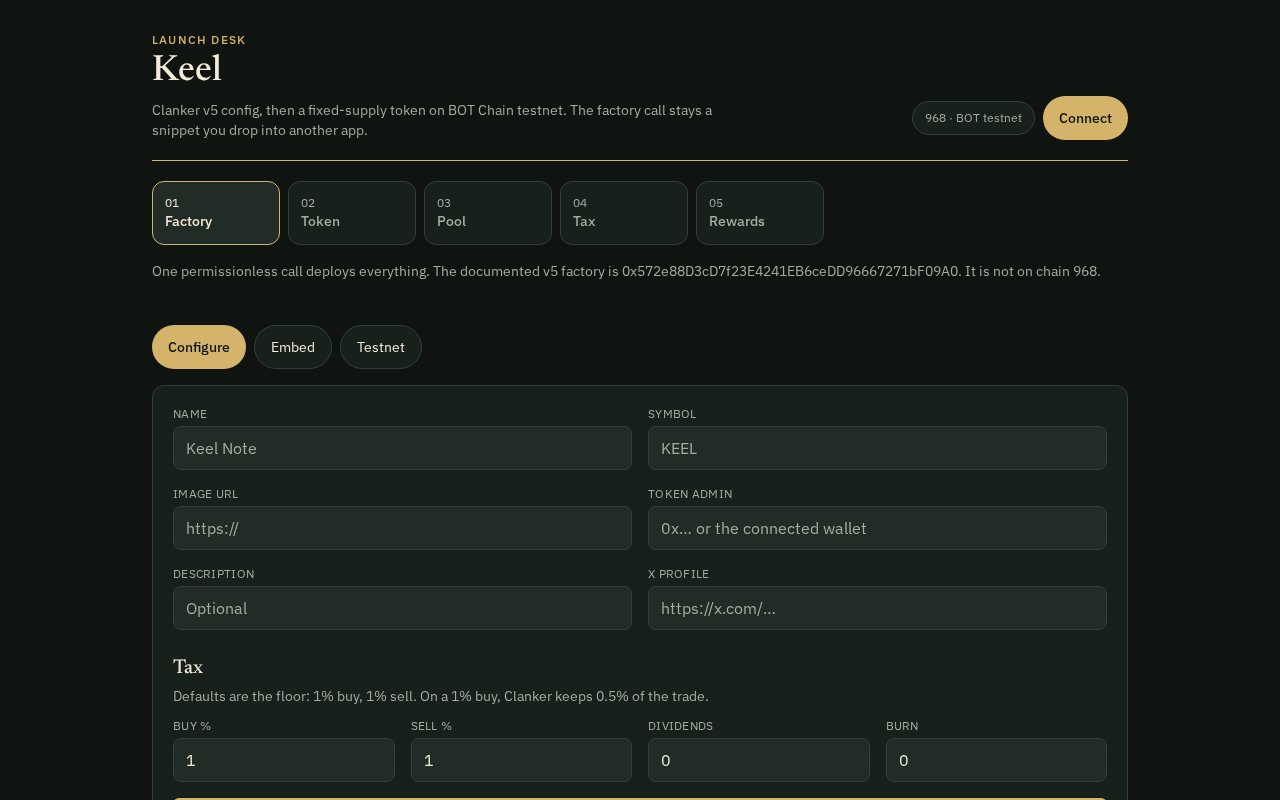 LAUNCH DESK
Keel
Clanker v5 config, then a fixed-supply token on BOT Chain testnet. The factory call stays a
snippet you drop into another app.
968 · BOT testnet
Connect
01
Factory
02
Token
03
Pool
04
Tax
05
Rewards
One permissionless call deploys everything. The documented v5 factory is 0x572e88D3cD7f23E4241EB6ceDD96667271bF09A0. It is not on chain 968.
Configure
Embed
Testnet
NAME
SYMBOL
Keel Note
KEEL
IMAGE URL
TOKEN ADMIN
https://
0x... or the connected wallet
DESCRIPTION
X PROFILE
Optional
https://x.com/...
Tax
Defaults are the floor: 1% buy, 1% sell. On a 1% buy, Clanker keeps 0.5% of the trade.
BUY %
SELL %
DIVIDENDS
BURN
1
1
0
0